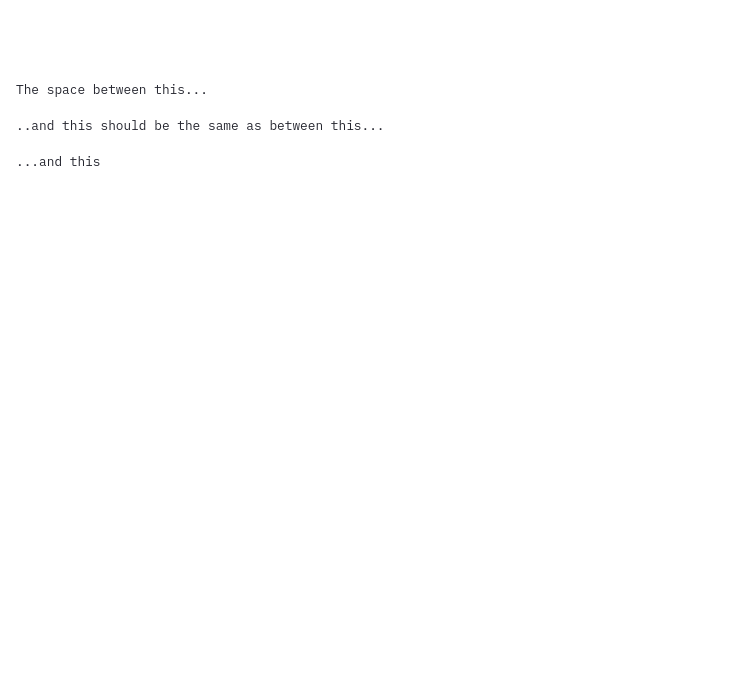 The space between this...
..and this should be the same as between this...
...and this